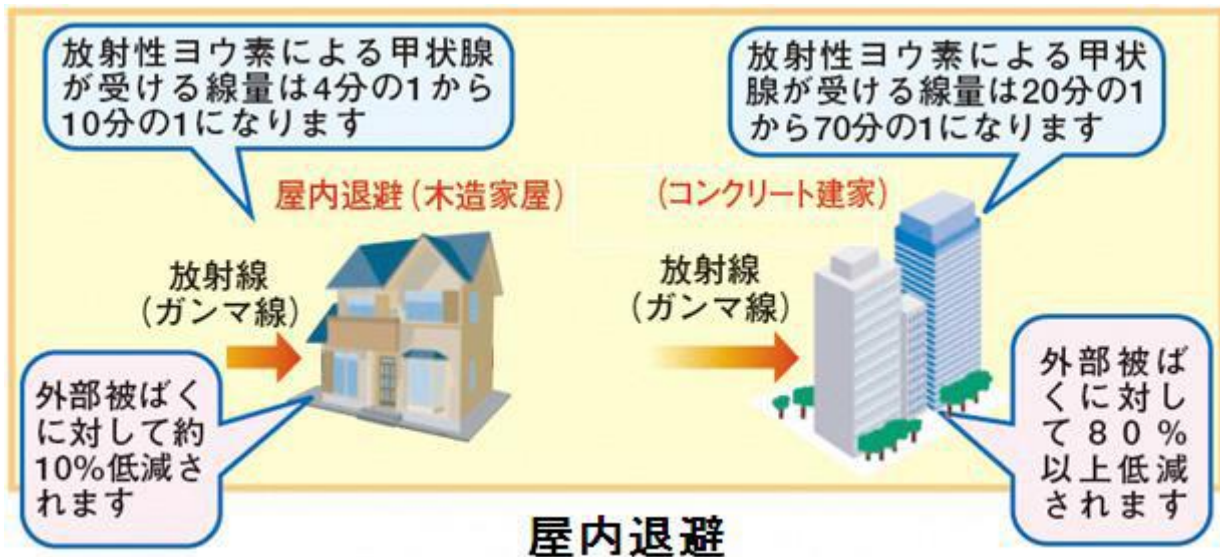 放射性ヨウ素による甲状腺
が受ける線量は4分の1から
10分の1になります
放射性ヨウ素による甲状
腺が受ける線量は20分の1
から70分の1になります
屋内退避(木造家屋)
(コンクリート建家)
放射線
(ガンマ線)
放射線
(ガンマ線)
外部被ばく
に対して約
10%低減さ
れます
外部被ば
くに対し
て80%
以上低減
されます
屋内退避